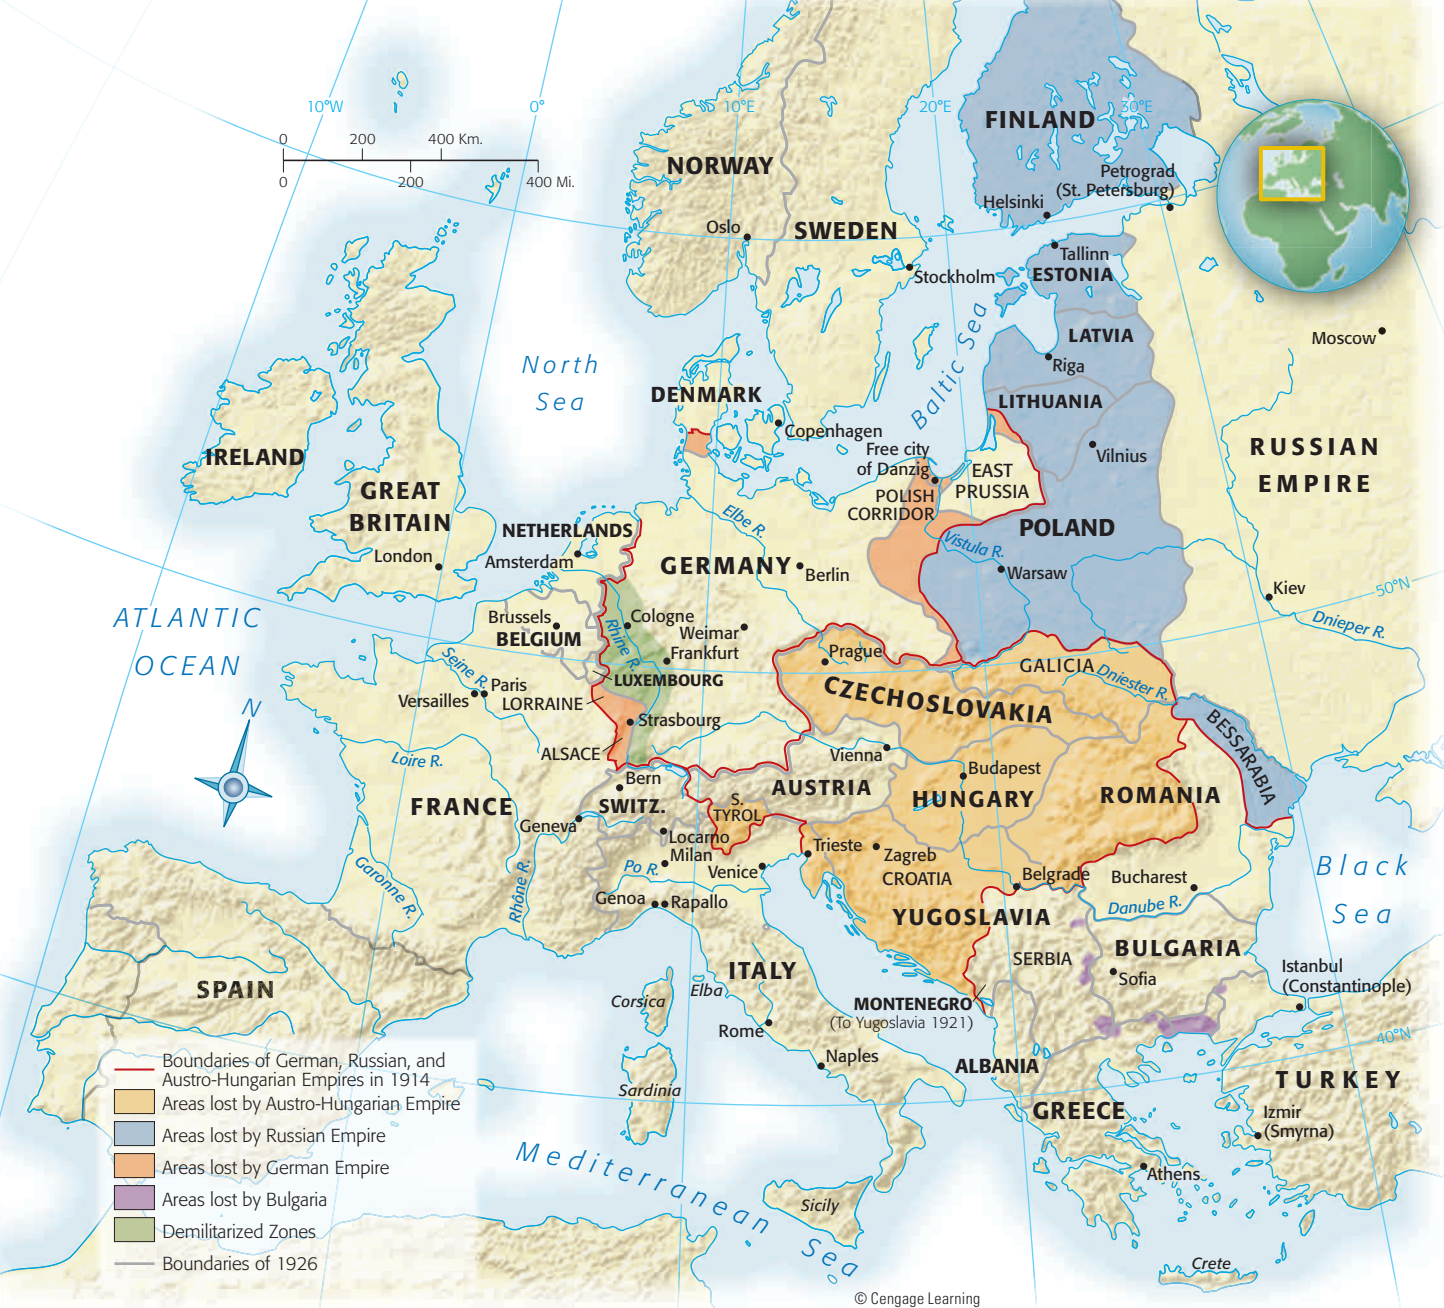 10°W
0°
10°E
20°E
30°E
0
200
400 Km.
0
200
400 Mi.
FINLAND
NORWAY
Petrograd
(St. Petersburg)
Helsinki
Oslo
SWEDEN
Tallinn
Stockholm
ESTONIA
Moscow
LATVIA
Riga
North
Sea
Baltic Sea
DENMARK
LITHUANIA
Copenhagen
Vilnius
Free city
of Danzig
EAST
PRUSSIA
RUSSIAN
EMPIRE
IRELAND
GREAT
BRITAIN
POLISH
CORRIDOR
NETHERLANDS
Elbe R.
POLAND
London
Amsterdam
GERMANY
Berlin
Vistula R.
Warsaw
Kiev
50°N
Dnieper R.
ATLANTIC
OCEAN
Brussels
BELGIUM
Cologne
Rhine R.
Weimar
Frankfurt
Prague
GALICIA
Dniester R.
Seine R.
Paris
Versailles
LUXEMBOURG
LORRAINE
CZECHOSLOVAKIA
Strasbourg
BESSARABIA
N
ALSACE
Vienna
Loire R.
Bern
Budapest
AUSTRIA
FRANCE
SWITZ.
S.
TYROL
HUNGARY
ROMANIA
Geneva
Locarno
Milan
Trieste
Zagreb
CROATIA
Po R.
Venice
Belgrade
Bucharest
Black
Sea
Garonne R.
Rhône R.
Genoa
Rapallo
Danube R.
YUGOSLAVIA
BULGARIA
SERBIA
Sofia
ITALY
Istanbul
(Constantinople)
SPAIN
Corsica
Elba
MONTENEGRO
(To Yugoslavia 1921)
Rome
40°N
Naples
ALBANIA
Sardinia
TURKEY
GREECE
Izmir
(Smyrna)
Athens
Mediterranean Sea
Sicily
Crete
Boundaries of German, Russian, and
Austro-Hungarian Empires in 1914
Areas lost by Austro-Hungarian Empire
Areas lost by Russian Empire
Areas lost by German Empire
Areas lost by Bulgaria
Demilitarized Zones
Boundaries of 1926
© Cengage Learning